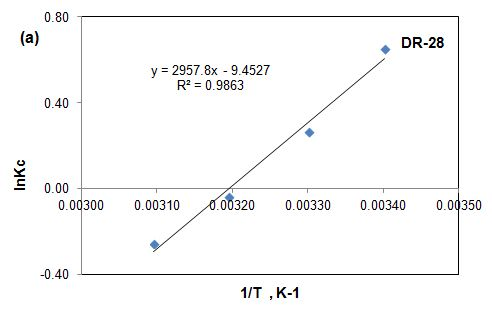 0.80
(a)
DR-28
y = 2957.8x - 9.4527
R² = 0.9863
0.40
lnKc
0.00
0.00300 0.00310 0.00320 0.00330 0.00340 0.00350
-0.40
1/T , K-1